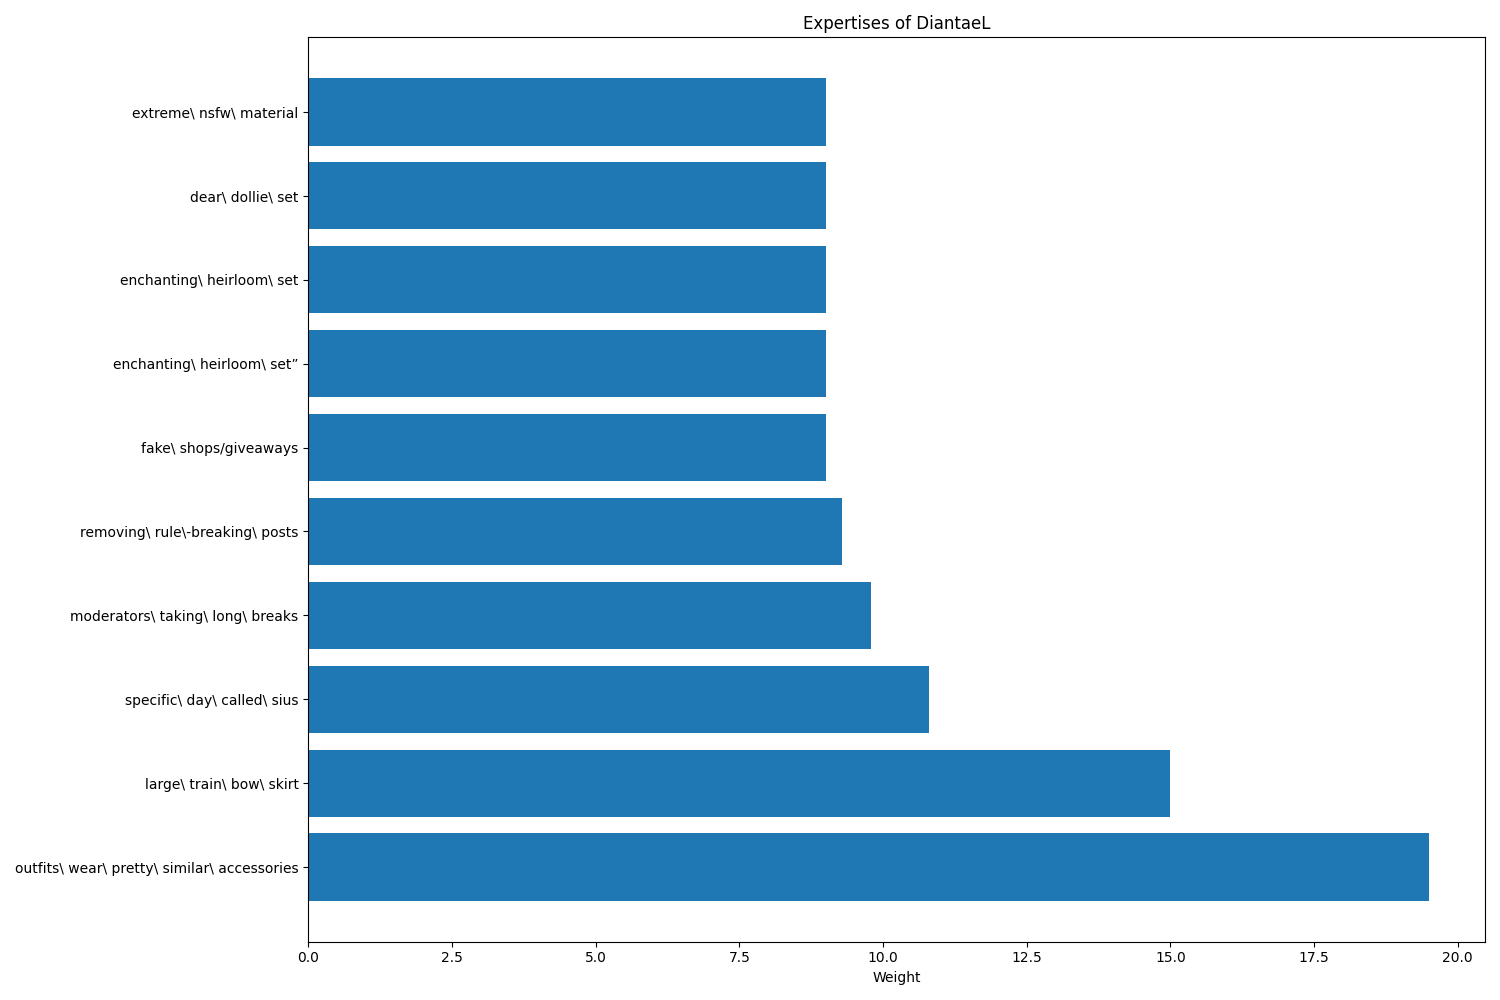 Expertises of DiantaeL
extreme\ nsfw\ material
dear\ dollie\ set
enchanting\ heirloom\ set
enchanting\ heirloom\ set”
fake\ shops/giveaways
removing\ rule\-breaking\ posts
moderators\ taking\ long\ breaks
specific\ day\ called\ sius
large\ train\ bow\ skirt
outfits\ wear\ pretty\ similar\ accessories
0.0 2.5 5.0 7.5 10.0 12.5 15.0 17.5 20.0
Weight